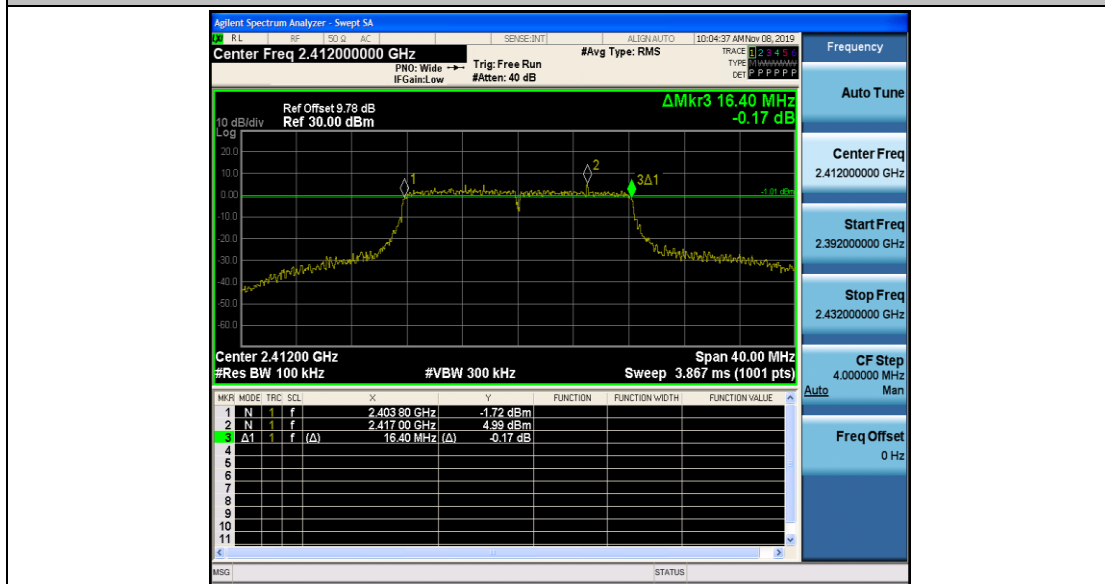 Agilent Spectrum Analyzer - Swept SA
RL RF 50 Ω AC SENSE:INT ALIGN AUTO 10:04:37 AM Nov 08, 2019
Center Freq 2.412000000 GHz #Avg Type: RMS TRACE 1 2 3 4 5 6
PNO: Wide Trig: Free Run TYPE M WWWWW
IFGain:Low #Atten: 40 dB DET P P P P P P
ΔMkr3 16.40 MHz
-0.17 dB
Ref Offset 9.78 dB
10 dB/div Ref 30.00 dBm
Log
20.0
10.0
0.00
-10.0
-20.0
-30.0
-40.0
-50.0
-60.0
1
2
3Δ1
-1.01 dBm
Center 2.41200 GHz Span 40.00 MHz
#Res BW 100 kHz #VBW 300 kHz Sweep 3.867 ms (1001 pts)
MKR MODE TRC SCL X Y FUNCTION FUNCTION WIDTH FUNCTION VALUE
1 N 1 f 2.403 80 GHz -1.72 dBm
2 N 1 f 2.417 00 GHz 4.99 dBm
3 Δ1 1 f (Δ) 16.40 MHz (Δ) -0.17 dB
4
5
6
7
8
9
10
11
MSG STATUS
Frequency
Auto Tune
Center Freq
2.412000000 GHz
Start Freq
2.392000000 GHz
Stop Freq
2.432000000 GHz
CF Step
4.000000 MHz
Auto Man
Freq Offset
0 Hz